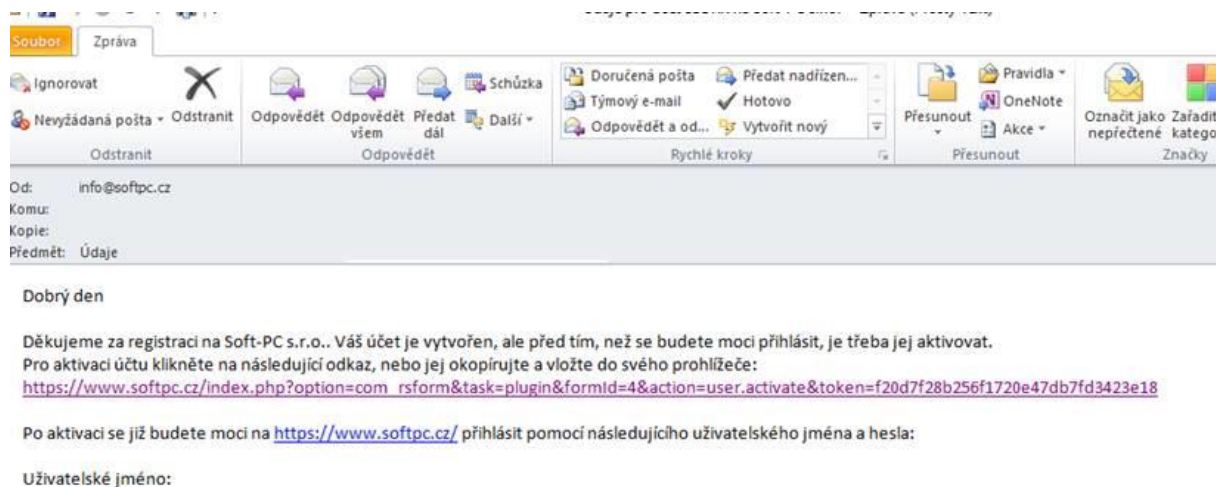 Soubor Zpráva
Ignorovat
Nevyžádaná pošta
Odstranit
Odstranit
Odpovědět
Odpovědět všem
Předat dál
Schůzka
Další
Odpovědět
Doručená pošta
Týmový e-mail
Odpovědět a od...
Předat nadřízen...
Hotovo
Vytvořit nový
Rychlé kroky
Přesunout
Pravidla
OneNote
Akce
Přesunout
Označit jako nepřečtené
Zařadit
katego
Značky
Od: info@softpc.cz
Komu:
Kopie:
Předmět: Údaje
Dobrý den
Děkujeme za registraci na Soft-PC s.r.o.. Váš účet je vytvořen, ale před tím, než se budete moci přihlásit, je třeba jej aktivovat.
Pro aktivaci účtu klikněte na následující odkaz, nebo jej okopírujte a vložte do svého prohlížeče:
https://www.softpc.cz/index.php?option=com_rsform&task=plugin&formId=4&action=user.activate&token=f20d7f28b256f1720e47db7fd3423e18
Po aktivaci se již budete moci na https://www.softpc.cz/ přihlásit pomocí následujícího uživatelského jména a hesla:
Uživatelské jméno: